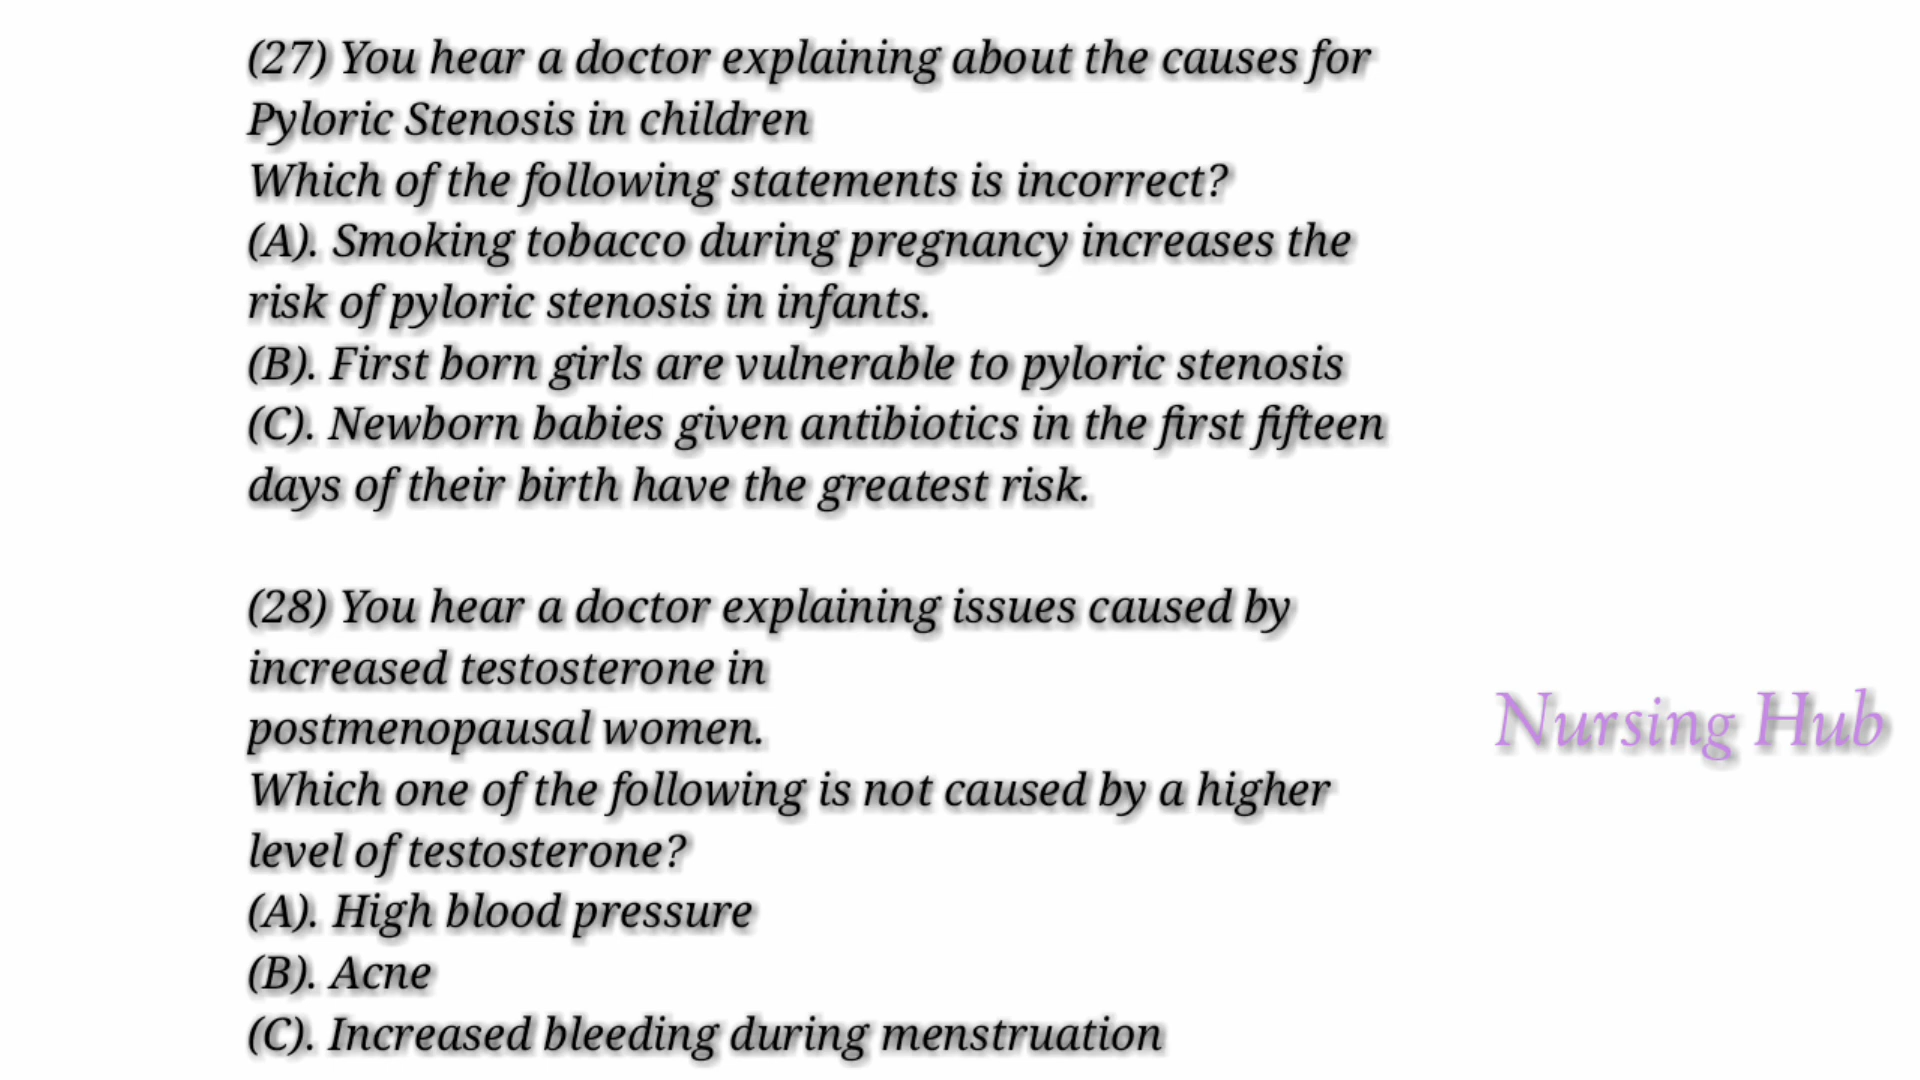 (27) You hear a doctor explaining about the causes for
Pyloric Stenosis in children
Which of the following statements is incorrect?
(A). Smoking tobacco during pregnancy increases the
risk of pyloric stenosis in infants.
(B). First born girls are vulnerable to pyloric stenosis
(C). Newborn babies given antibiotics in the first fifteen
days of their birth have the greatest risk.
(28) You hear a doctor explaining issues caused by
increased testosterone in
postmenopausal women.
Which one of the following is not caused by a higher
level of testosterone?
(A). High blood pressure
(B). Acne
(C). Increased bleeding during menstruation
Nursing Hub